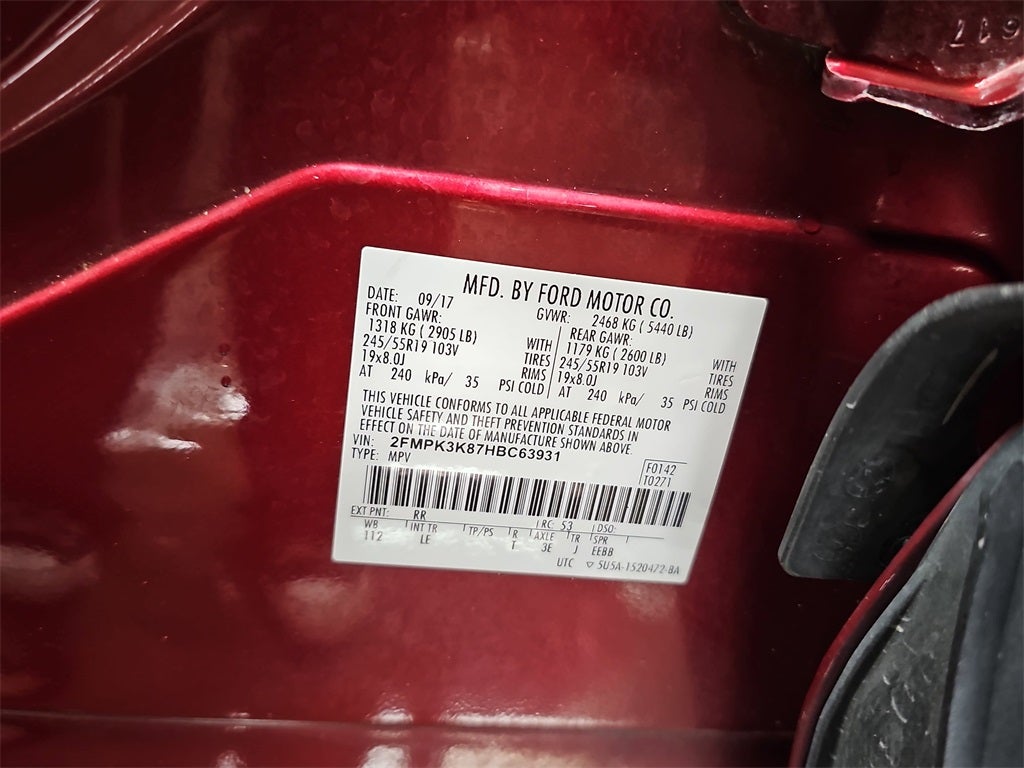 MFD. BY FORD MOTOR CO.
DATE: 09/17 GVWR: 2468 KG ( 5440 LB)
FRONT GAWR: REAR GAWR:
1318 KG ( 2905 LB) WITH 1179 KG ( 2600 LB) WITH
245/55R19 103V TIRES 245/55R19 103V TIRES
19x8.0J RIMS 19x8.0J RIMS
AT 240 kPa/ 35 PSI COLD AT 240 kPa/ 35 PSI COLD
THIS VEHICLE CONFORMS TO ALL APPLICABLE FEDERAL MOTOR
VEHICLE SAFETY AND THEFT PREVENTION STANDARDS IN
EFFECT ON THE DATE OF MANUFACTURE SHOWN ABOVE.
VIN: 2FMPK3K87HBC63931
TYPE: MPV
F0142
T0271
EXT PNT: RR RC: 53 DSO:
WB INT TR TP/PS R AXLE TR SPR
112 LE T 3E J EEBB
UTC ▽ 5U5A-1520472-BA